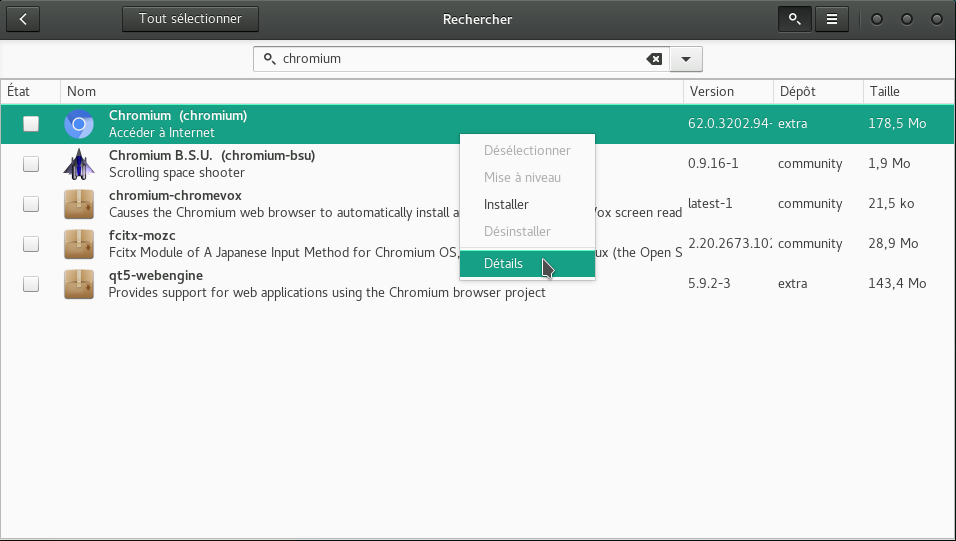 Tout sélectionner
Rechercher
chromium
État Nom Version Dépôt Taille
Chromium (chromium)
Accéder à Internet
62.0.3202.94- extra 178,5 Mo
Chromium B.S.U. (chromium-bsu)
Scrolling space shooter
0.9.16-1 community 1,9 Mo
chromium-chromevox
Causes the Chromium web browser to automatically install a
Vox screen read
latest-1 community 21,5 ko
fcitx-mozc
Fcitx Module of A Japanese Input Method for Chromium OS,
ux (the Open S
2.20.2673.102 community 28,9 Mo
qt5-webengine
Provides support for web applications using the Chromium browser project
5.9.2-3 extra 143,4 Mo
Désélectionner
Mise à niveau
Installer
Désinstaller
Détails